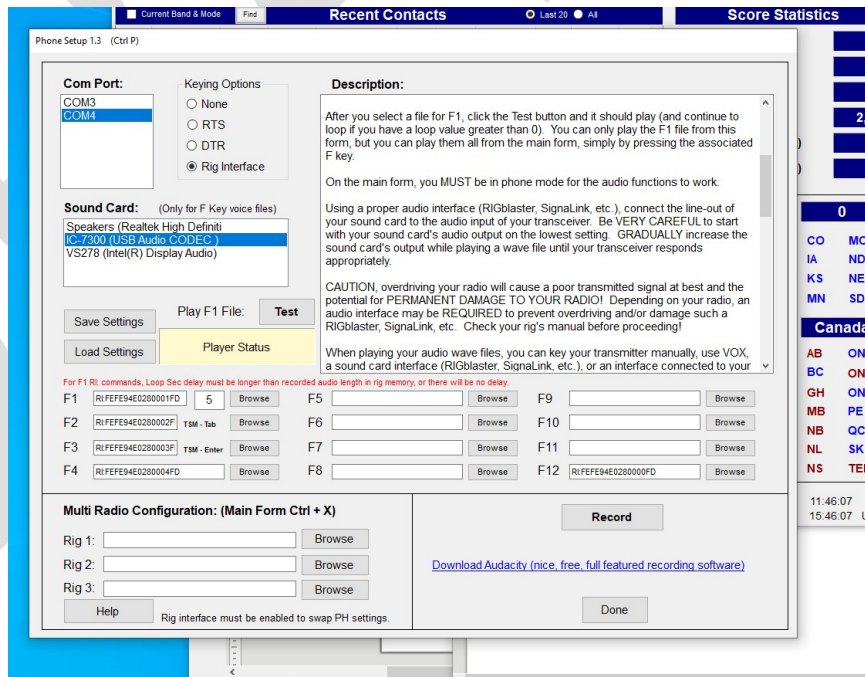 Current Band & Mode Find Recent Contacts Last 20 All Score Statistics
Phone Setup 1.3 (Ctrl P)
Com Port:
COM3
COM4
Keying Options
None
RTS
DTR
Rig Interface
Sound Card: (Only for F Key voice files)
Speakers (Realtek High Definiti
IC-7300 (USB Audio CODEC )
VS278 (Intel(R) Display Audio)
Save Settings
Load Settings
Play F1 File: Test
Player Status
Description:
After you select a file for F1, click the Test button and it should play (and continue to
loop if you have a loop value greater than 0). You can only play the F1 file from this
form, but you can play them all from the main form, simply by pressing the associated
F key.
On the main form, you MUST be in phone mode for the audio functions to work.
Using a proper audio interface (RIGblaster, SignaLink, etc.), connect the line-out of
your sound card to the audio input of your transceiver. Be VERY CAREFUL to start
with your sound card's audio output on the lowest setting. GRADUALLY increase the
sound card's output while playing a wave file until your transceiver responds
appropriately.
CAUTION, overdriving your radio will cause a poor transmitted signal at best and the
potential for PERMANENT DAMAGE TO YOUR RADIO! Depending on your radio, an
audio interface may be REQUIRED to prevent overdriving and/or damage such a
RIGblaster, SignaLink, etc. Check your rig's manual before proceeding!
When playing your audio wave files, you can key your transmitter manually, use VOX,
a sound card interface (RIGblaster, SignaLink, etc.), or an interface connected to your
For F1 RI: commands, Loop Sec delay must be longer than recorded audio length in rig memory, or there will be no delay.
F1 RI:FEFE94E0280001FD 5 Browse F5 Browse F9 Browse
F2 RI:FEFE94E0280002F TSM - Tab Browse F6 Browse F10 Browse
F3 RI:FEFE94E0280003F TSM - Enter Browse F7 Browse F11 Browse
F4 RI:FEFE94E0280004FD Browse F8 Browse F12 RI:FEFE94E0280000FD Browse
Multi Radio Configuration: (Main Form Ctrl + X)
Rig 1: Browse
Rig 2: Browse
Rig 3: Browse
Help Rig interface must be enabled to swap PH settings.
Record
Download Audacity (nice, free, full featured recording software)
Done
2,
)
)
0
CO MO
IA ND
KS NE
MN SD
Canada
AB ON
BC ON
GH ON
MB PE
NB QC
NL SK
NS TE
11:46:07
15:46:07 U